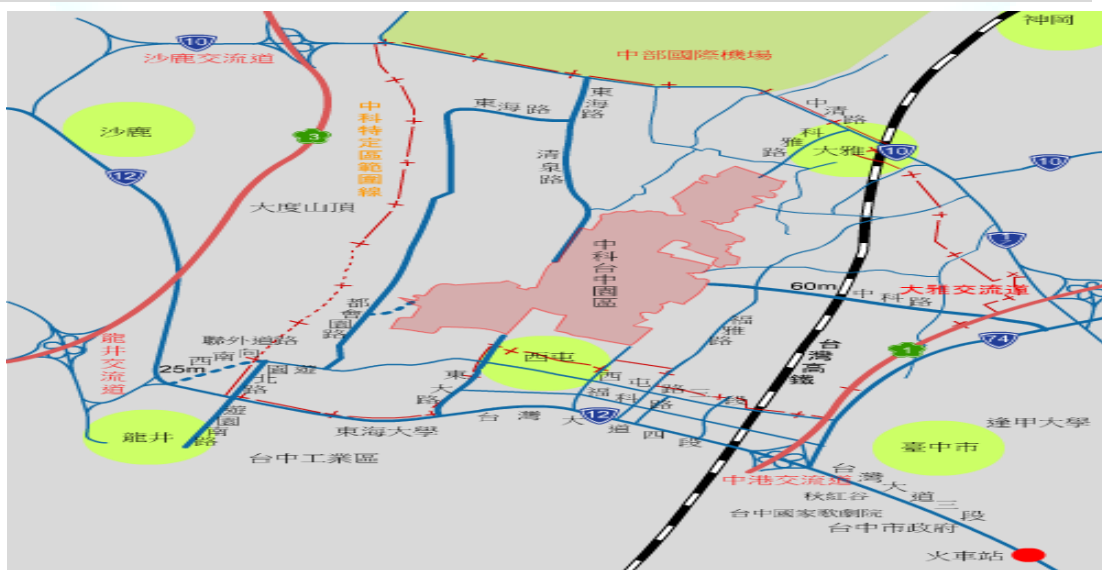 神岡
10
沙鹿交流道
中部國際機場
東海路
東海路
中清路
科雅路
沙鹿
3
中科特定區範圍線
大雅
10
10
12
清泉路
大度山頂
3
中科台中園區
大雅交流道
60m
中科路
都會園路
福雅路
聯外道路
西南向
25m
龍井交流道
遊園北路
西屯
台灣高鐵
1
74
東大路
西屯路二段
福科路
12
台灣大道四段
遊園南路
龍井
東海大學
逢甲大學
臺中市
台中工業區
中港交流道
台灣大道三段
秋紅谷
台中國家歌劇院
台中市政府
火車站